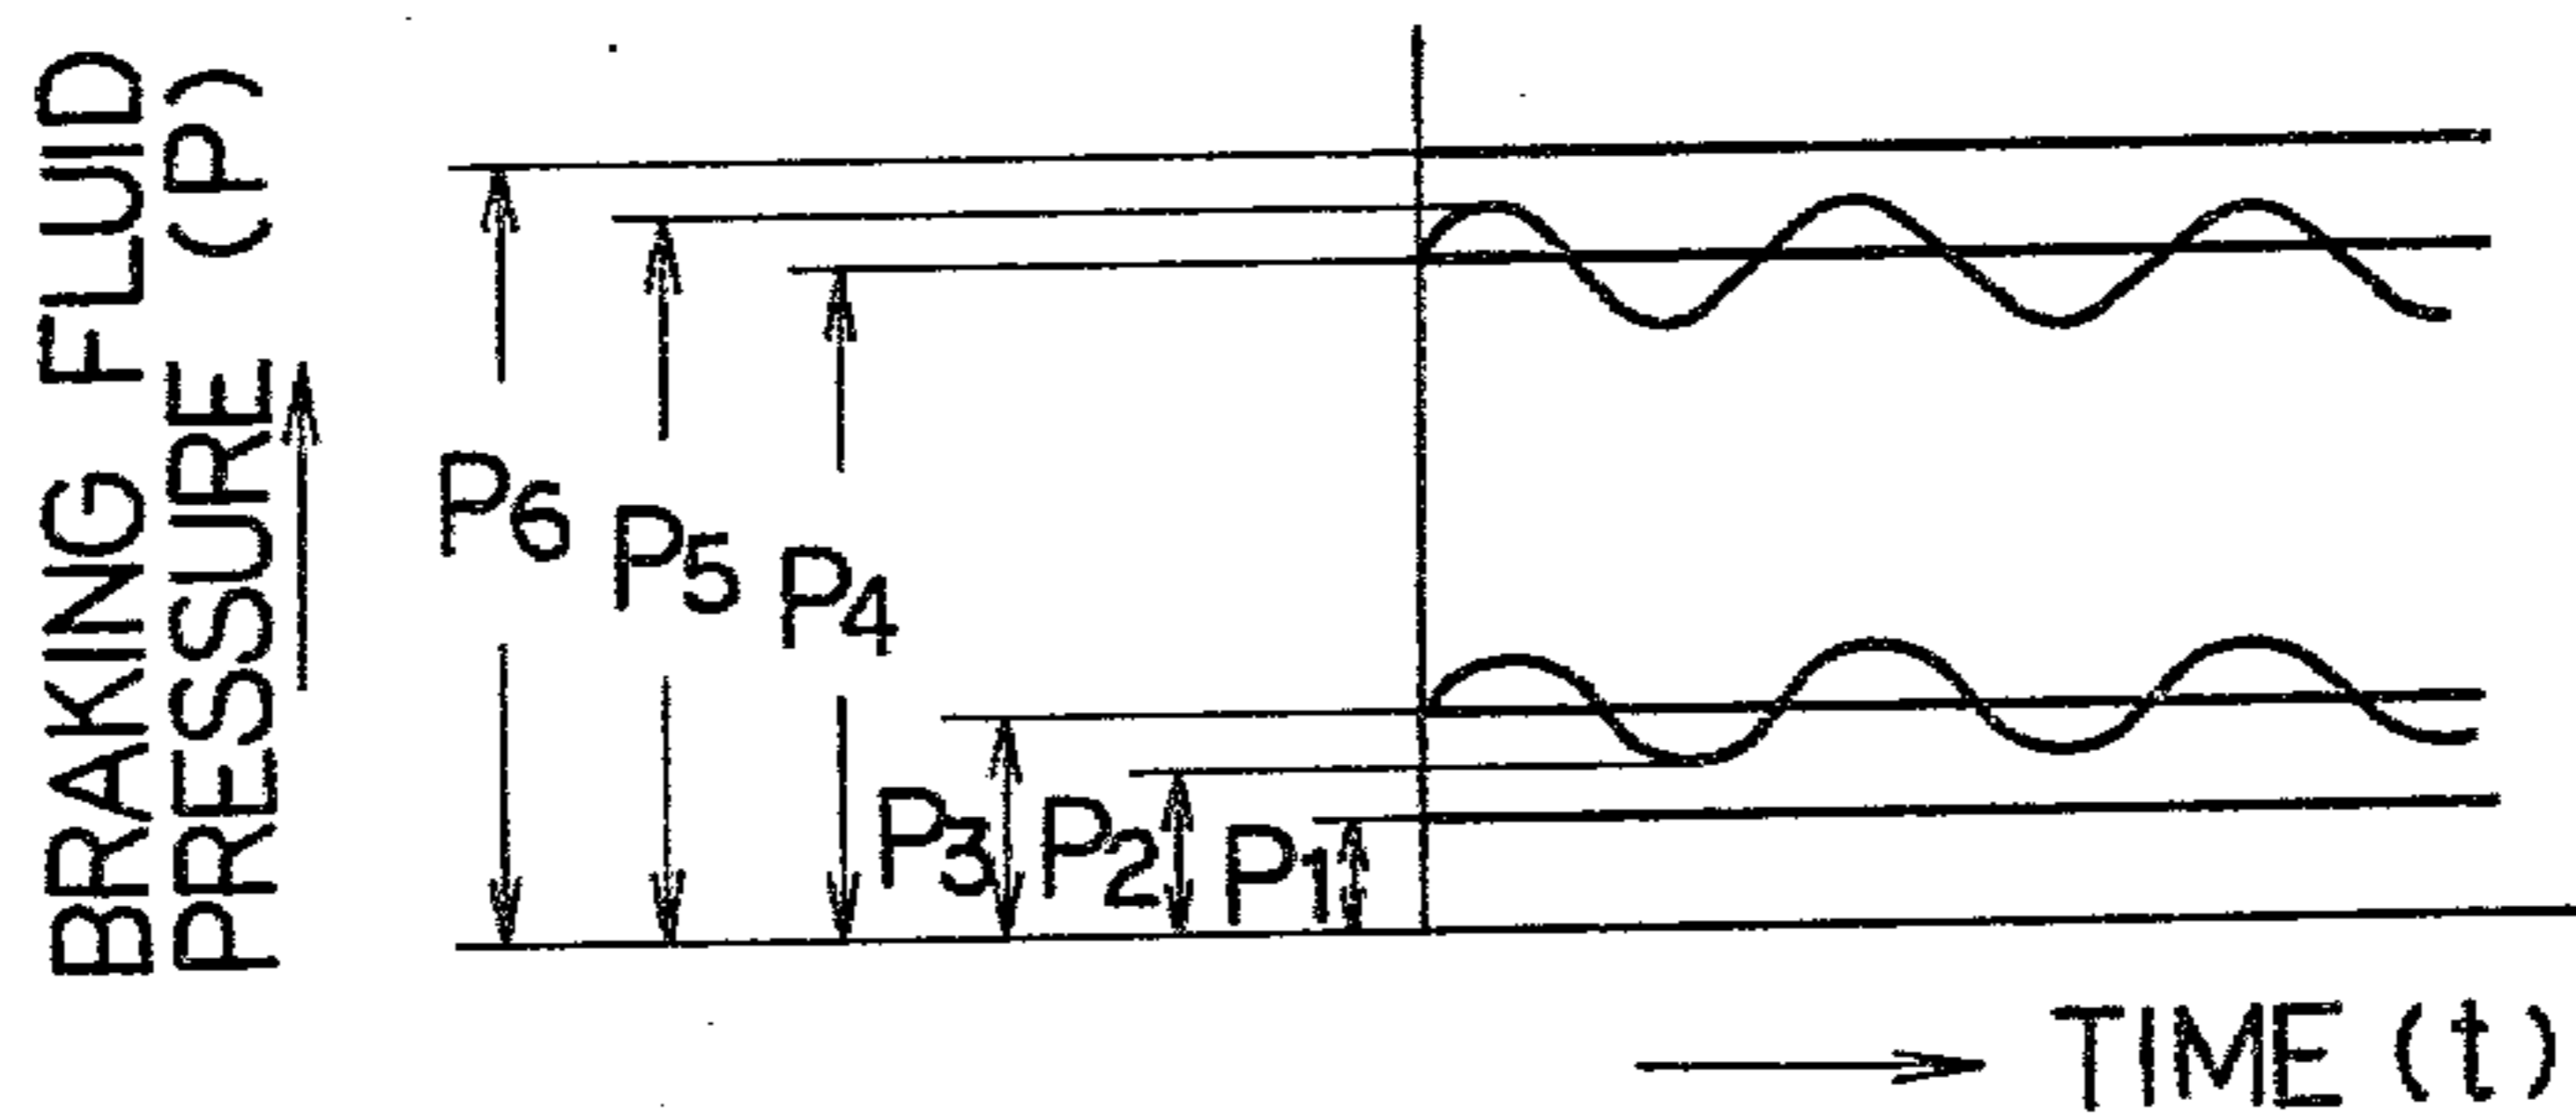 BRAKING FLUID
PRESSURE (P)
P6
P5
P4
P3
P2
P1
TIME (t)